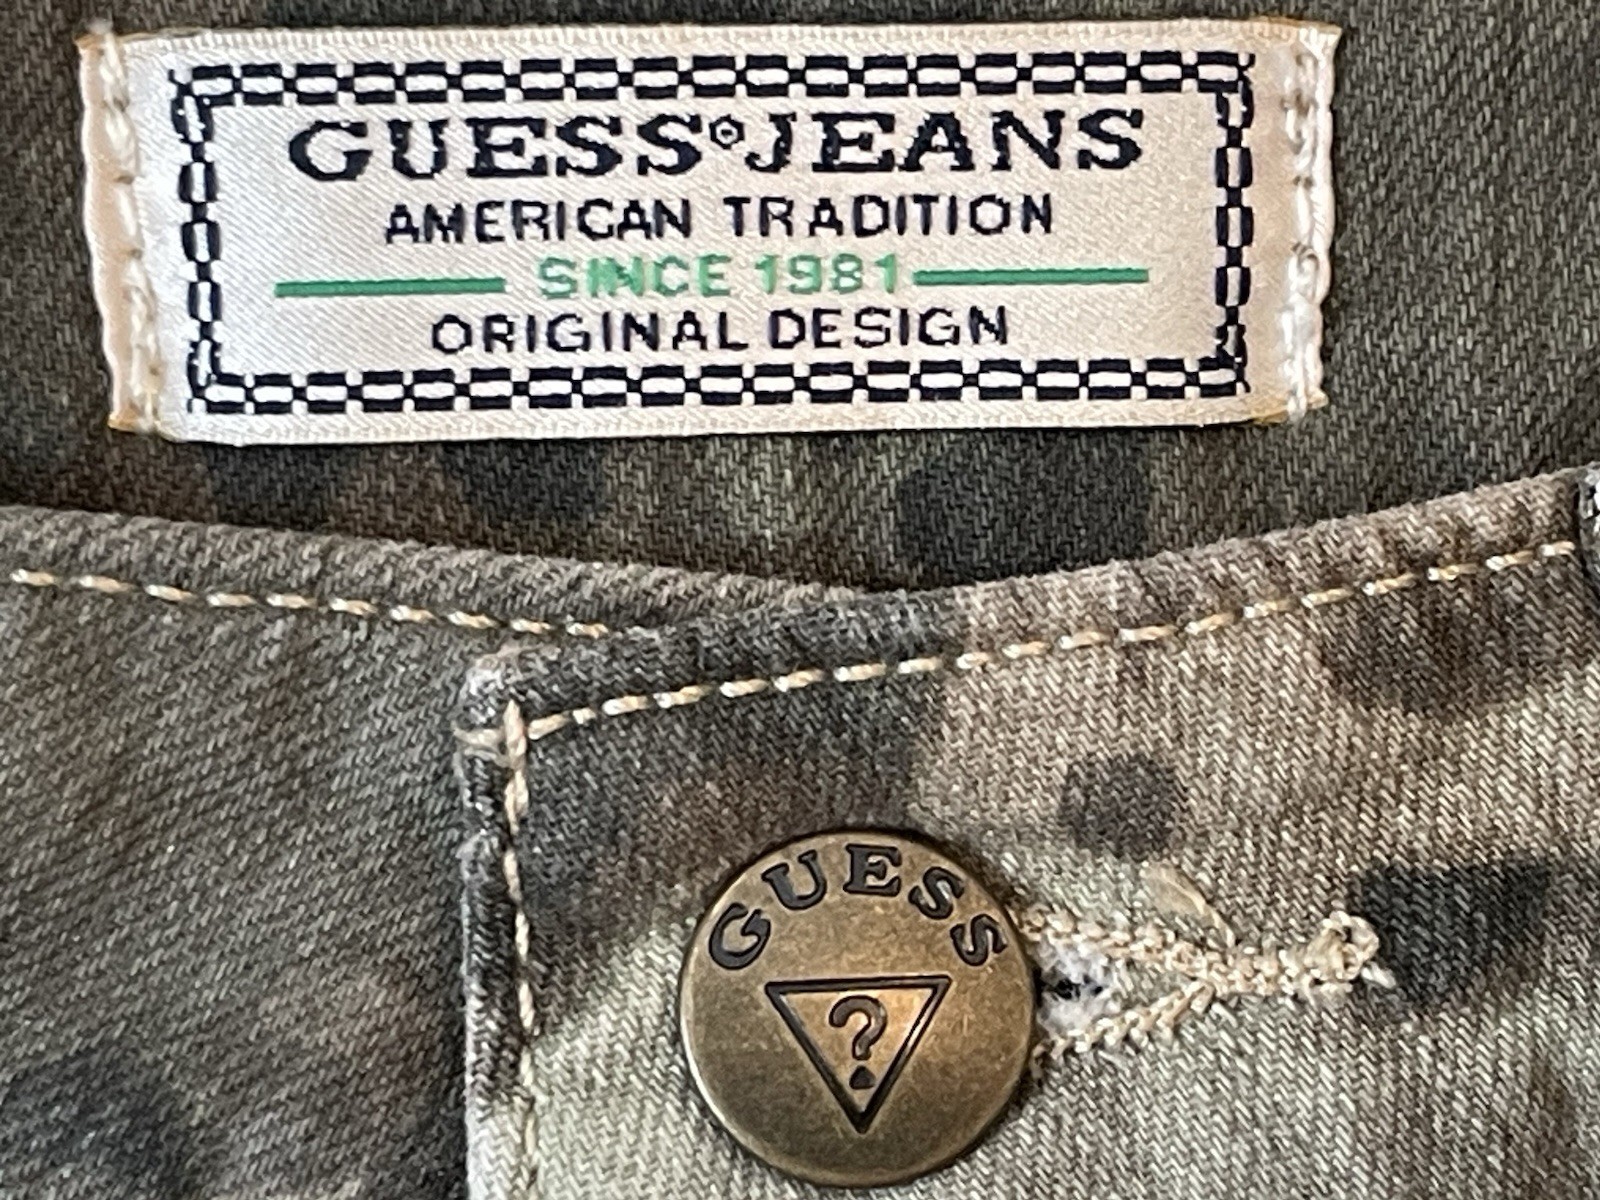 GUESS® JEANS
AMERICAN TRADITION
SINCE 1981
ORIGINAL DESIGN
GUESS
?